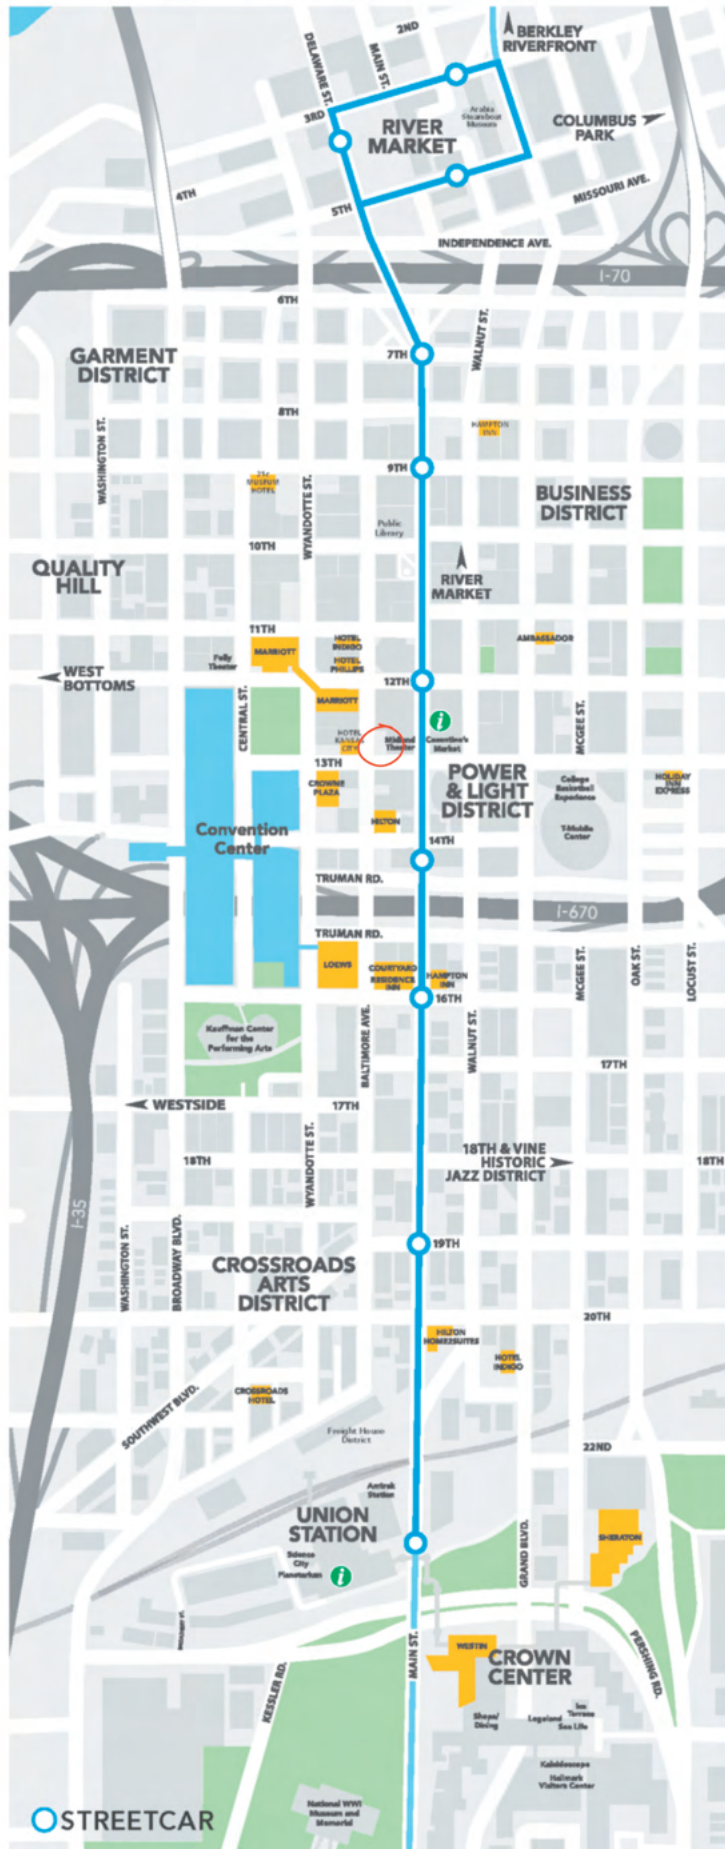 BERKLEY
RIVERFRONT
2ND
DELAWARE ST.
MAIN ST.
3RD
Arabia
Steamboat
Museum
RIVER
MARKET
COLUMBUS
PARK
4TH
5TH
MISSOURI AVE.
INDEPENDENCE AVE.
I-70
6TH
WALNUT ST.
GARMENT
DISTRICT
7TH
8TH
HAMPTON
INN
WASHINGTON ST.
9TH
21c
MUSEUM
HOTEL
WYANDOTTE ST.
BUSINESS
DISTRICT
Public
Library
10TH
QUALITY
HILL
RIVER
MARKET
11TH
MARRIOTT
HOTEL
INDIGO
HOTEL
PHILLIPS
AMBASSADOR
Folly
Theater
WEST
BOTTOMS
12TH
CENTRAL ST.
MARRIOTT
MCGEE ST.
HOTEL
KANSAS
CITY
Midland
Theater
i
Cosentino's
Market
13TH
CROWNE
PLAZA
POWER
& LIGHT
DISTRICT
College
Basketball
Experience
HOLIDAY
INN
EXPRESS
Convention
Center
HILTON
T-Mobile
Center
14TH
TRUMAN RD.
I-670
TRUMAN RD.
LOEWS
COURTYARD
RESIDENCE
INN
HAMPTON
INN
MCGEE ST.
OAK ST.
LOCUST ST.
16TH
Kauffman Center
for the
Performing Arts
BALTIMORE AVE.
WALNUT ST.
17TH
WESTSIDE
17TH
WYANDOTTE ST.
18TH
18TH & VINE
HISTORIC
JAZZ DISTRICT
18TH
I-35
WASHINGTON ST.
BROADWAY BLVD.
19TH
CROSSROADS
ARTS
DISTRICT
20TH
HILTON
HOME2SUITES
HOTEL
INDIGO
CROSSROADS
HOTEL
SOUTHWEST BLVD.
Freight House
District
22ND
Amtrak
Station
UNION
STATION
SHERATON
GRAND BLVD.
Science
City
Planetarium
i
MAIN ST.
WESTIN
CROWN
CENTER
PERSHING RD.
KESSLER RD.
Shops/
Dining
Ice
Terrace
Legoland
Sea Life
Kaleidoscope
Hallmark
Visitors Center
National WWI
Museum and
Memorial
STREETCAR